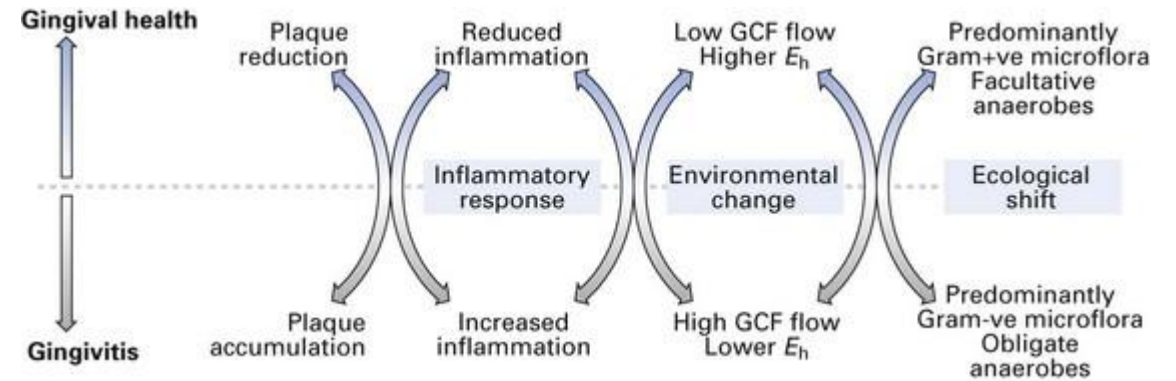 Gingival health
Plaque
reduction
Reduced
inflammation
Low GCF flow
Higher Eh
Predominantly
Gram+ve microflora
Facultative
anaerobes
Inflammatory
response
Environmental
change
Ecological
shift
Gingivitis
Plaque
accumulation
Increased
inflammation
High GCF flow
Lower Eh
Predominantly
Gram-ve microflora
Obligate
anaerobes